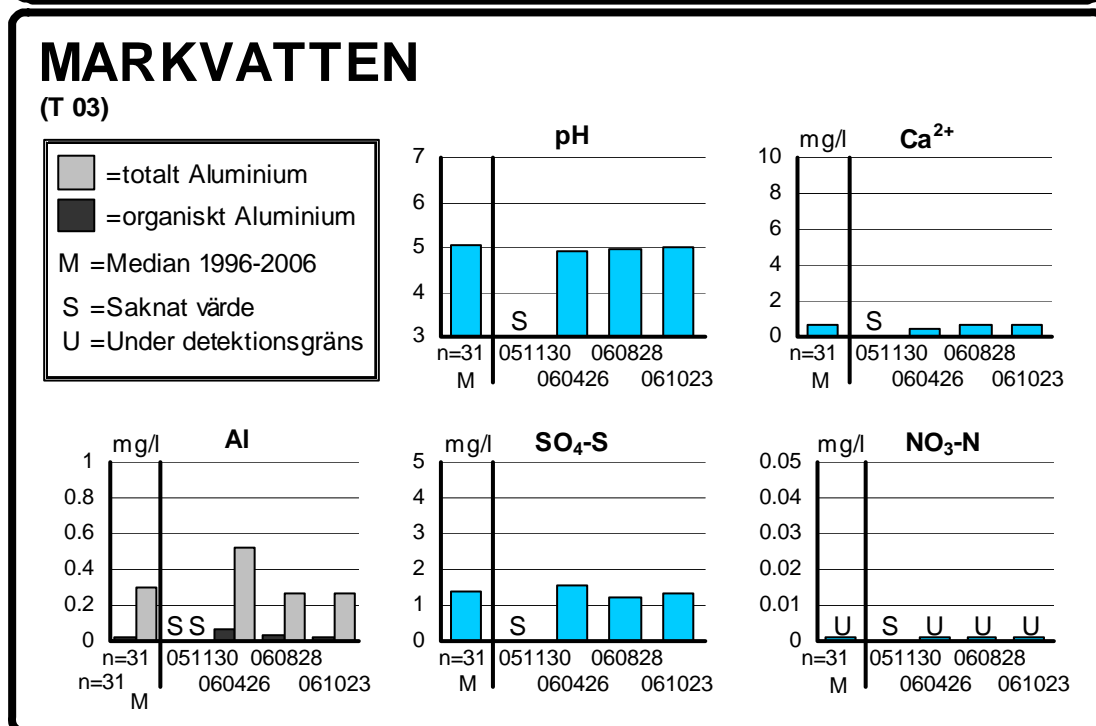 MARKVATTEN
(T 03)
=totalt Aluminium
=organiskt Aluminium
M =Median 1996-2006
S =Saknat värde
U =Under detektionsgräns
pH
7
6
5
4
3
S
n=31 051130 060828
M 060426 061023
mg/l Ca²⁺
10
8
6
4
2
0
S
n=31 051130 060828
M 060426 061023
mg/l Al
1
0.8
0.6
0.4
0.2
0
S S
n=31 051130 060828
n=31 060426 061023
M
mg/l SO₄-S
5
4
3
2
1
0
S
n=31 051130 060828
M 060426 061023
mg/l NO₃-N
0.05
0.04
0.03
0.02
0.01
0
U S U U U
n=31 051130 060828
M 060426 061023